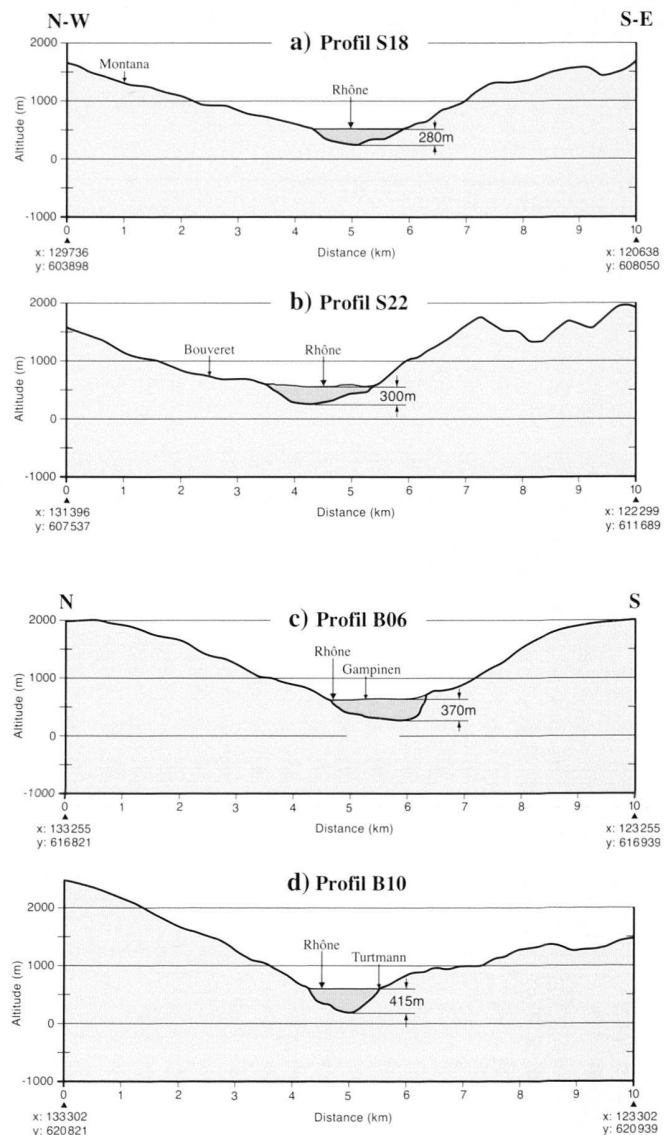 N-W
S-E
a) Profil S18
2000
1000
0
-1000
Altitude (m)
Montana
Rhône
280m
0 1 2 3 4 5 6 7 8 9 10
Distance (km)
x: 129736
y: 603898
x: 120638
y: 608050
b) Profil S22
2000
1000
0
-1000
Altitude (m)
Bouveret
Rhône
300m
0 1 2 3 4 5 6 7 8 9 10
Distance (km)
x: 131396
y: 607537
x: 122299
y: 611689
N
S
c) Profil B06
2000
1000
0
-1000
Altitude (m)
Rhône
Gampinen
370m
0 1 2 3 4 5 6 7 8 9 10
Distance (km)
x: 133255
y: 616821
x: 123255
y: 616939
d) Profil B10
2000
1000
0
-1000
Altitude (m)
Rhône
Turtmann
415m
0 1 2 3 4 5 6 7 8 9 10
Distance (km)
x: 133302
y: 620821
x: 123302
y: 620939